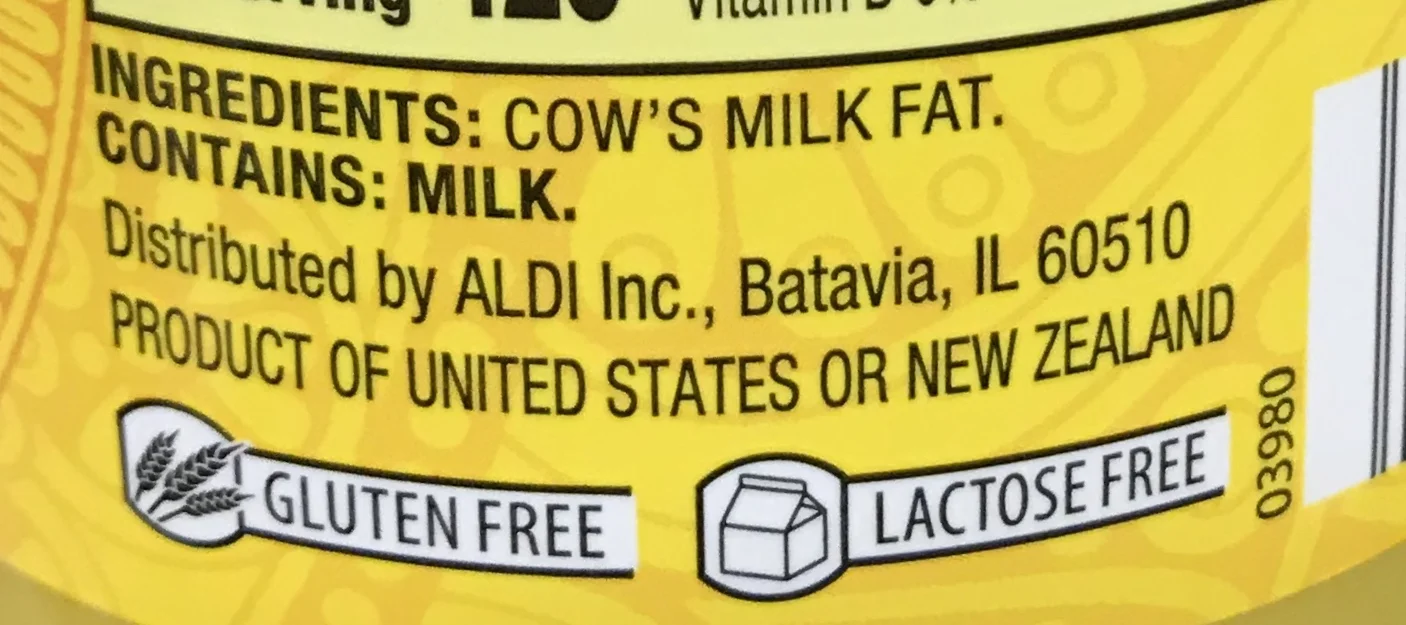 INGREDIENTS: COW'S MILK FAT.
CONTAINS: MILK.
Distributed by ALDI Inc., Batavia, IL 60510
PRODUCT OF UNITED STATES OR NEW ZEALAND
GLUTEN FREE
LACTOSE FREE
03980